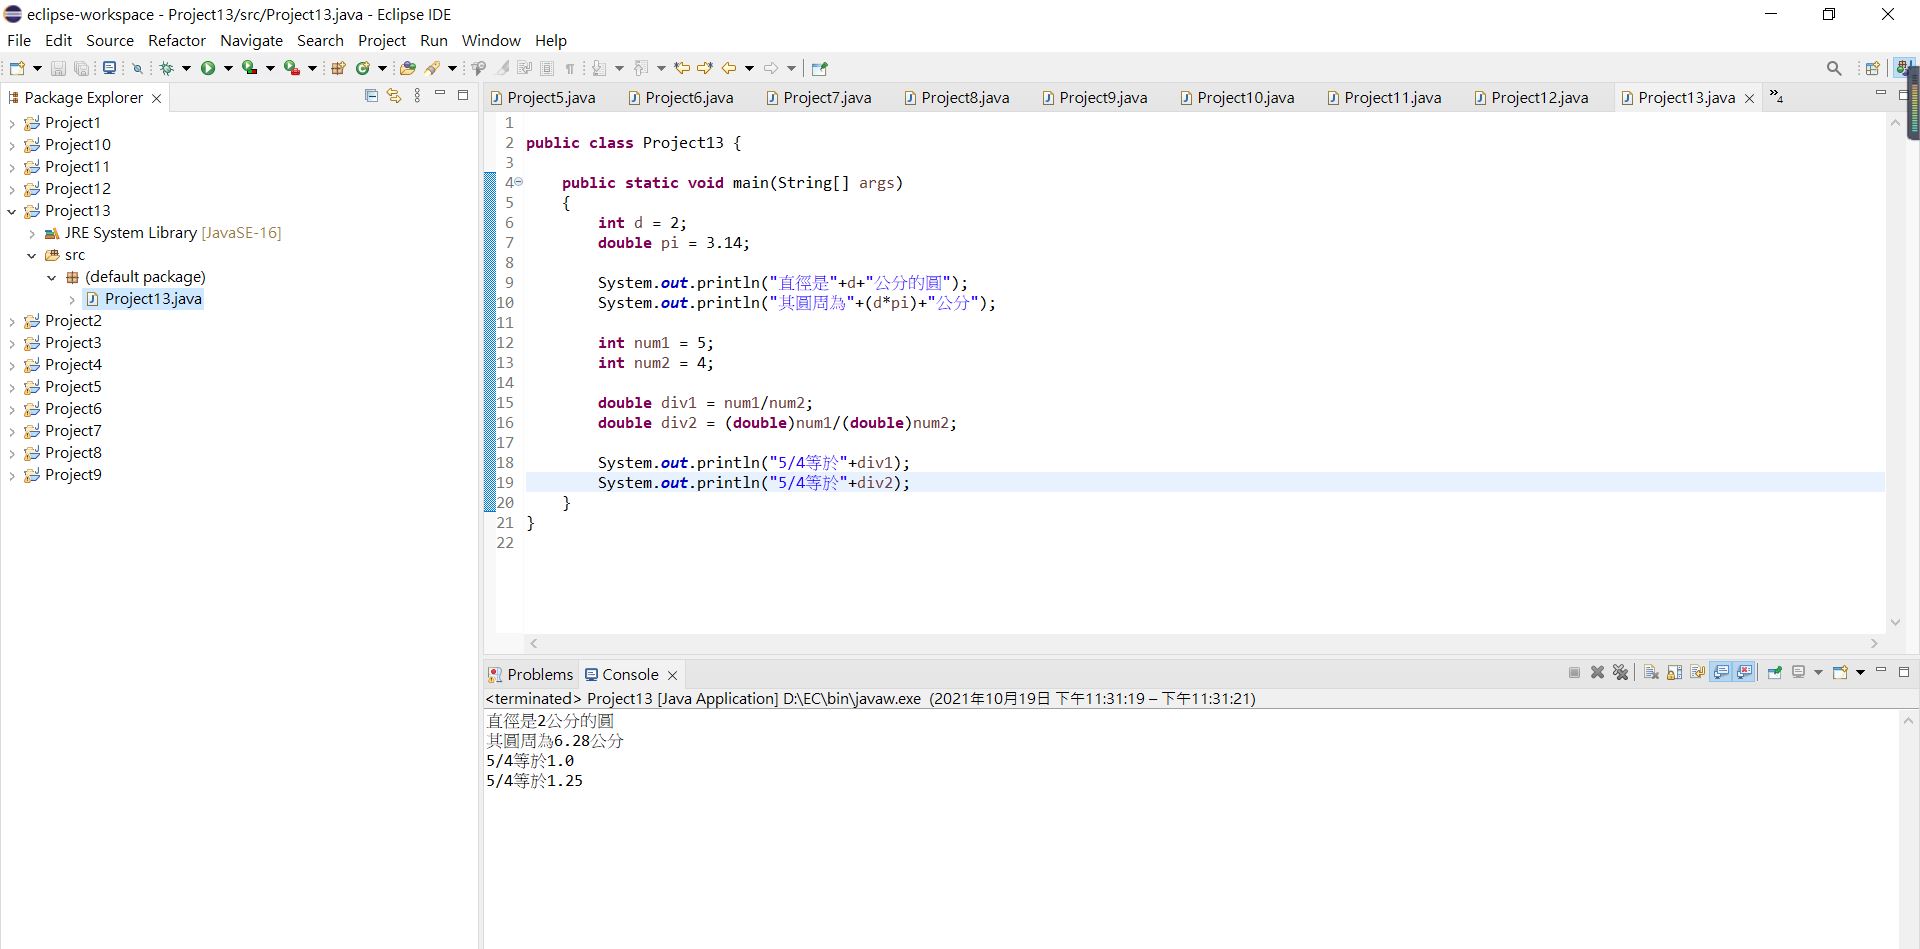 eclipse-workspace - Project13/src/Project13.java - Eclipse IDE
File Edit Source Refactor Navigate Search Project Run Window Help
Package Explorer
Project1
Project10
Project11
Project12
Project13
JRE System Library [JavaSE-16]
src
(default package)
Project13.java
Project2
Project3
Project4
Project5
Project6
Project7
Project8
Project9
Project5.java Project6.java Project7.java Project8.java Project9.java Project10.java Project11.java Project12.java Project13.java »4
1
2 public class Project13 {
3
4 public static void main(String[] args)
5 {
6 int d = 2;
7 double pi = 3.14;
8
9 System.out.println("直徑是"+d+"公分的圓");
10 System.out.println("其圓周為"+(d*pi)+"公分");
11
12 int num1 = 5;
13 int num2 = 4;
14
15 double div1 = num1/num2;
16 double div2 = (double)num1/(double)num2;
17
18 System.out.println("5/4等於"+div1);
19 System.out.println("5/4等於"+div2);
20 }
21 }
22
Problems Console
<terminated> Project13 [Java Application] D:\EC\bin\javaw.exe (2021年10月19日 下午11:31:19 – 下午11:31:21)
直徑是2公分的圓
其圓周為6.28公分
5/4等於1.0
5/4等於1.25